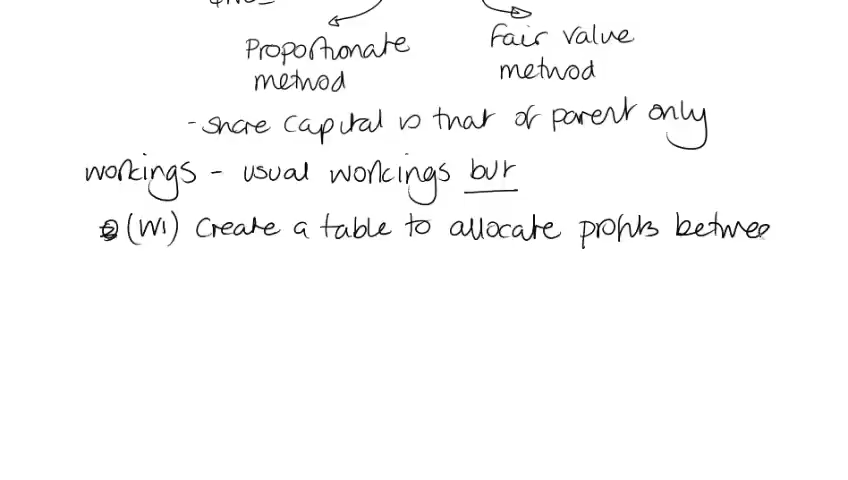 Proportionate Fair value
method method
- share capital is that of parent only
workings - usual workings but
(W1) Create a table to allocate profits betwee